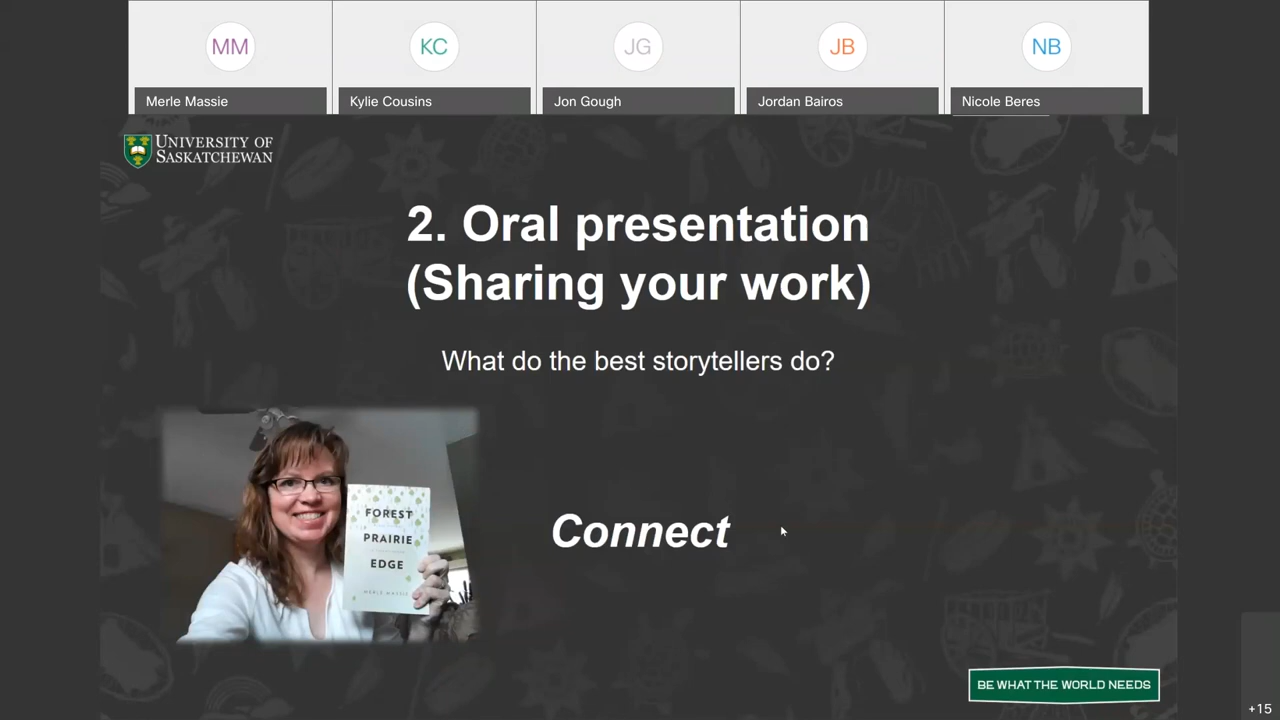 MM
KC
JG
JB
NB
Merle Massie
Kylie Cousins
Jon Gough
Jordan Bairos
Nicole Beres
UNIVERSITY OF
SASKATCHEWAN
2. Oral presentation
(Sharing your work)
What do the best storytellers do?
FOREST
PRAIRIE
EDGE
MERLE MASSIE
Connect
BE WHAT THE WORLD NEEDS
+15